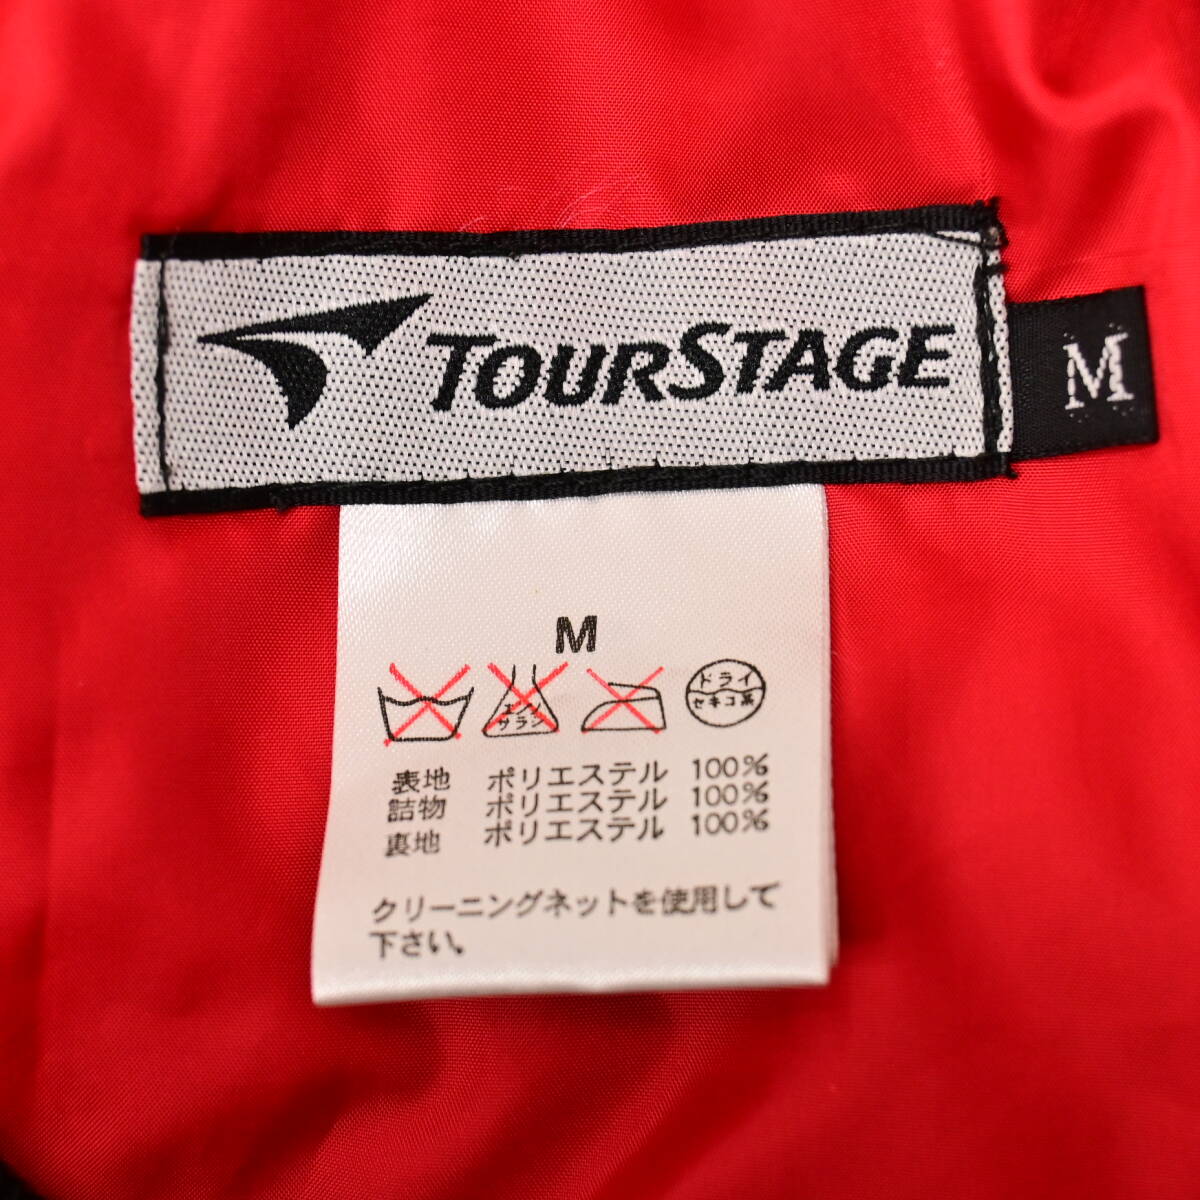 TOURSTAGE
M
M
エンソ
サラシ
ドライ
セキユ系
表地 ポリエステル 100%
詰物 ポリエステル 100%
裏地 ポリエステル 100%
クリーニングネットを使用して
下さい。